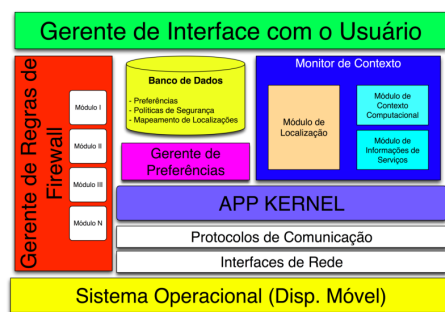 Gerente de Interface com o Usuário
Gerente de Regras de
Firewall
Módulo I
Módulo II
Módulo III
Módulo N
Banco de Dados
- Preferências
- Políticas de Segurança
- Mapeamento de Localizações
Gerente de
Preferências
Monitor de Contexto
Módulo de
Localização
Módulo de
Contexto
Computacional
Módulo de
Informações de
Serviços
APP KERNEL
Protocolos de Comunicação
Interfaces de Rede
Sistema Operacional (Disp. Móvel)